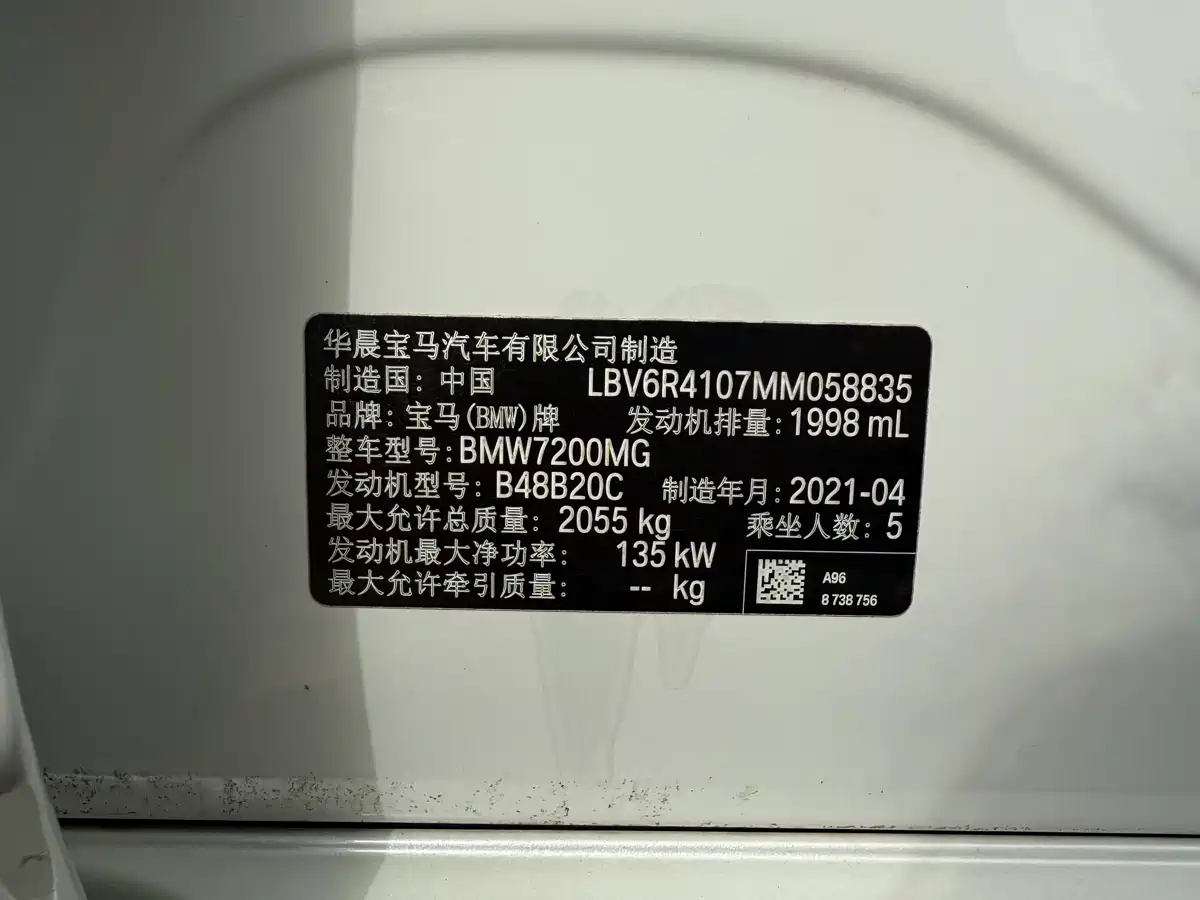 华晨宝马汽车有限公司制造
制造国: 中国 LBV6R4107MM058835
品牌: 宝马(BMW)牌 发动机排量: 1998 mL
整车型号: BMW7200MG
发动机型号: B48B20C 制造年月: 2021-04
最大允许总质量: 2055 kg 乘坐人数: 5
发动机最大净功率: 135 kW
最大允许牵引质量: -- kg
A96
8 738 756